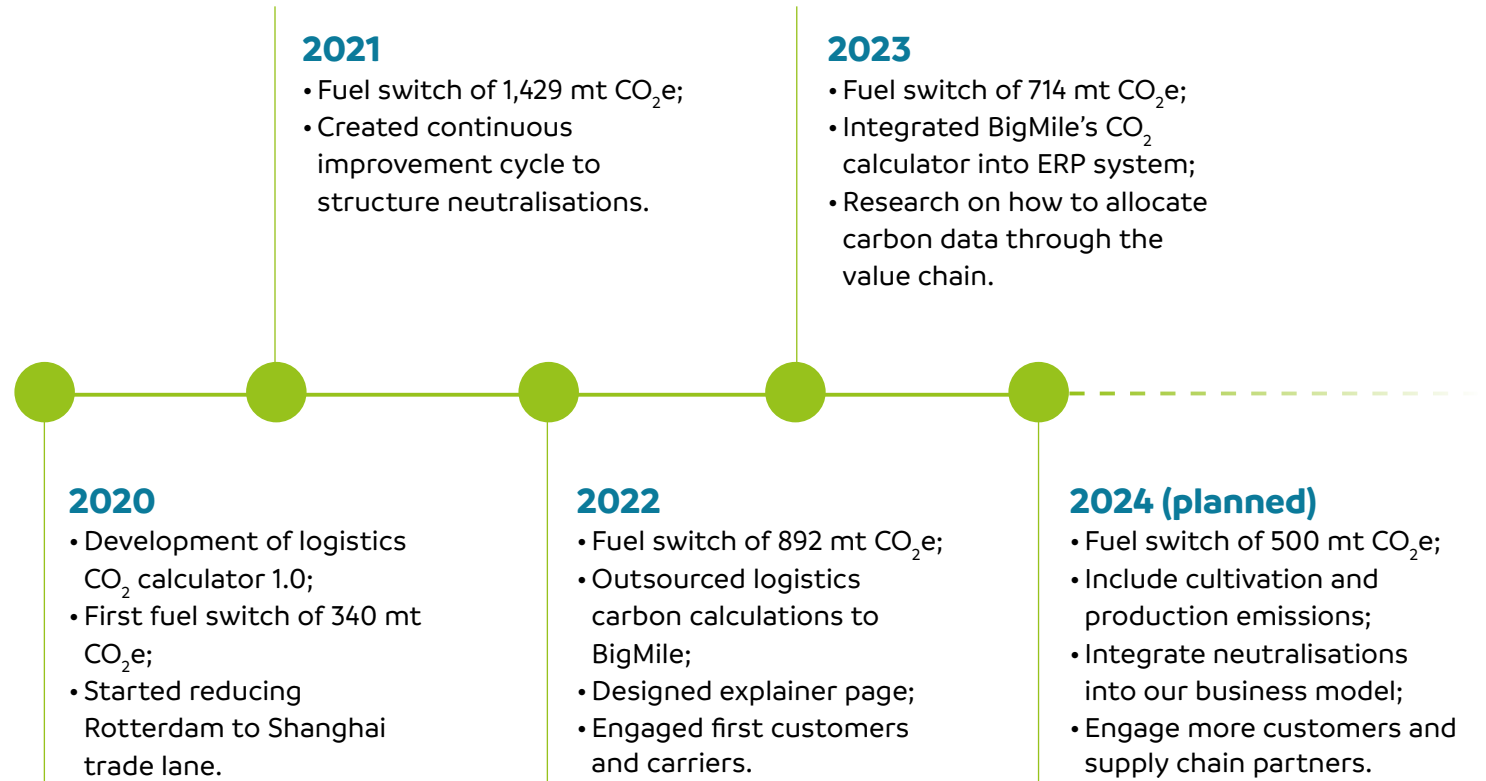 2021
• Fuel switch of 1,429 mt CO₂e;
• Created continuous
improvement cycle to
structure neutralisations.
2023
• Fuel switch of 714 mt CO₂e;
• Integrated BigMile's CO₂
calculator into ERP system;
• Research on how to allocate
carbon data through the
value chain.
2020
• Development of logistics
CO₂ calculator 1.0;
• First fuel switch of 340 mt
CO₂e;
• Started reducing
Rotterdam to Shanghai
trade lane.
2022
• Fuel switch of 892 mt CO₂e;
• Outsourced logistics
carbon calculations to
BigMile;
• Designed explainer page;
• Engaged first customers
and carriers.
2024 (planned)
• Fuel switch of 500 mt CO₂e;
• Include cultivation and
production emissions;
• Integrate neutralisations
into our business model;
• Engage more customers and
supply chain partners.